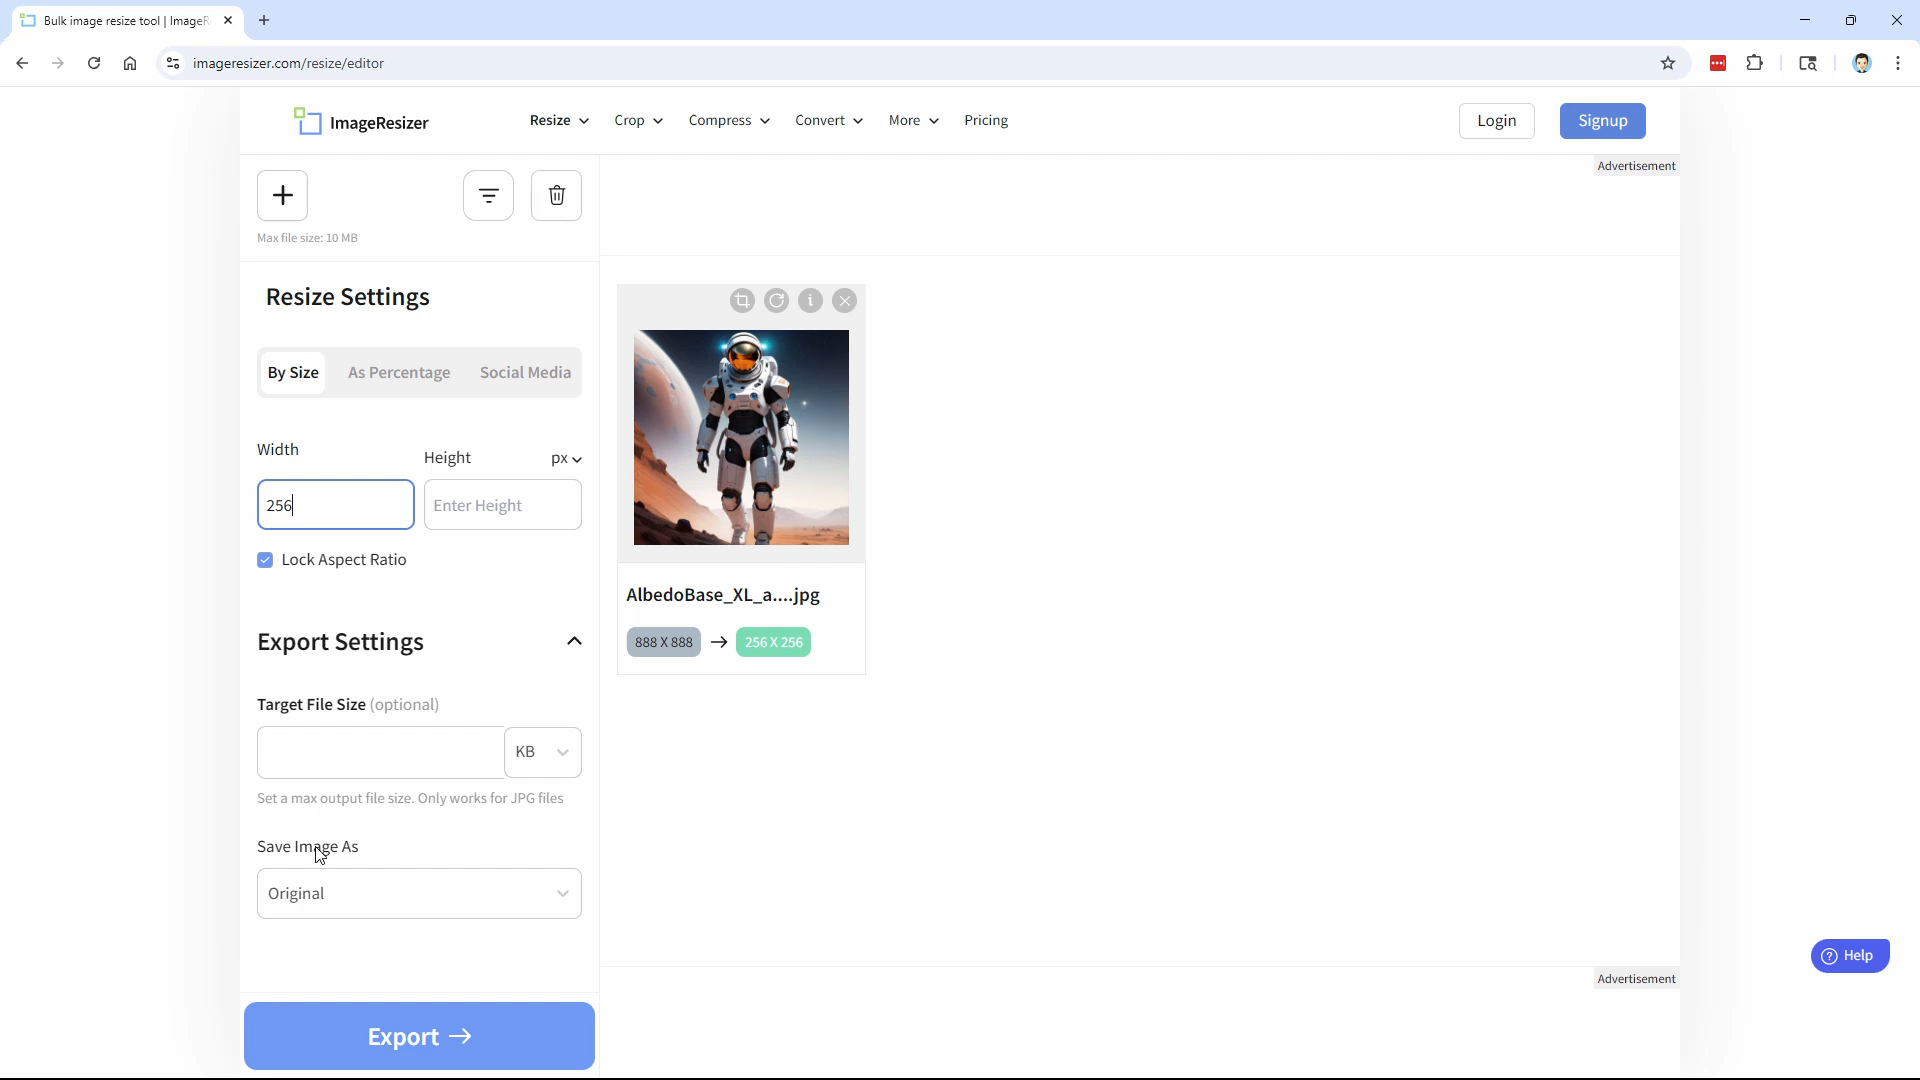 Bulk image resize tool | ImageR
imageresizer.com/resize/editor
ImageResizer
Resize
Crop
Compress
Convert
More
Pricing
Login
Signup
Advertisement
Max file size: 10 MB
Resize Settings
By Size
As Percentage
Social Media
Width
Height
px
256
Enter Height
Lock Aspect Ratio
AlbedoBase_XL_a....jpg
888 X 888 → 256 X 256
Export Settings
Target File Size (optional)
KB
Set a max output file size. Only works for JPG files
Save Image As
Original
Help
Advertisement
Export →